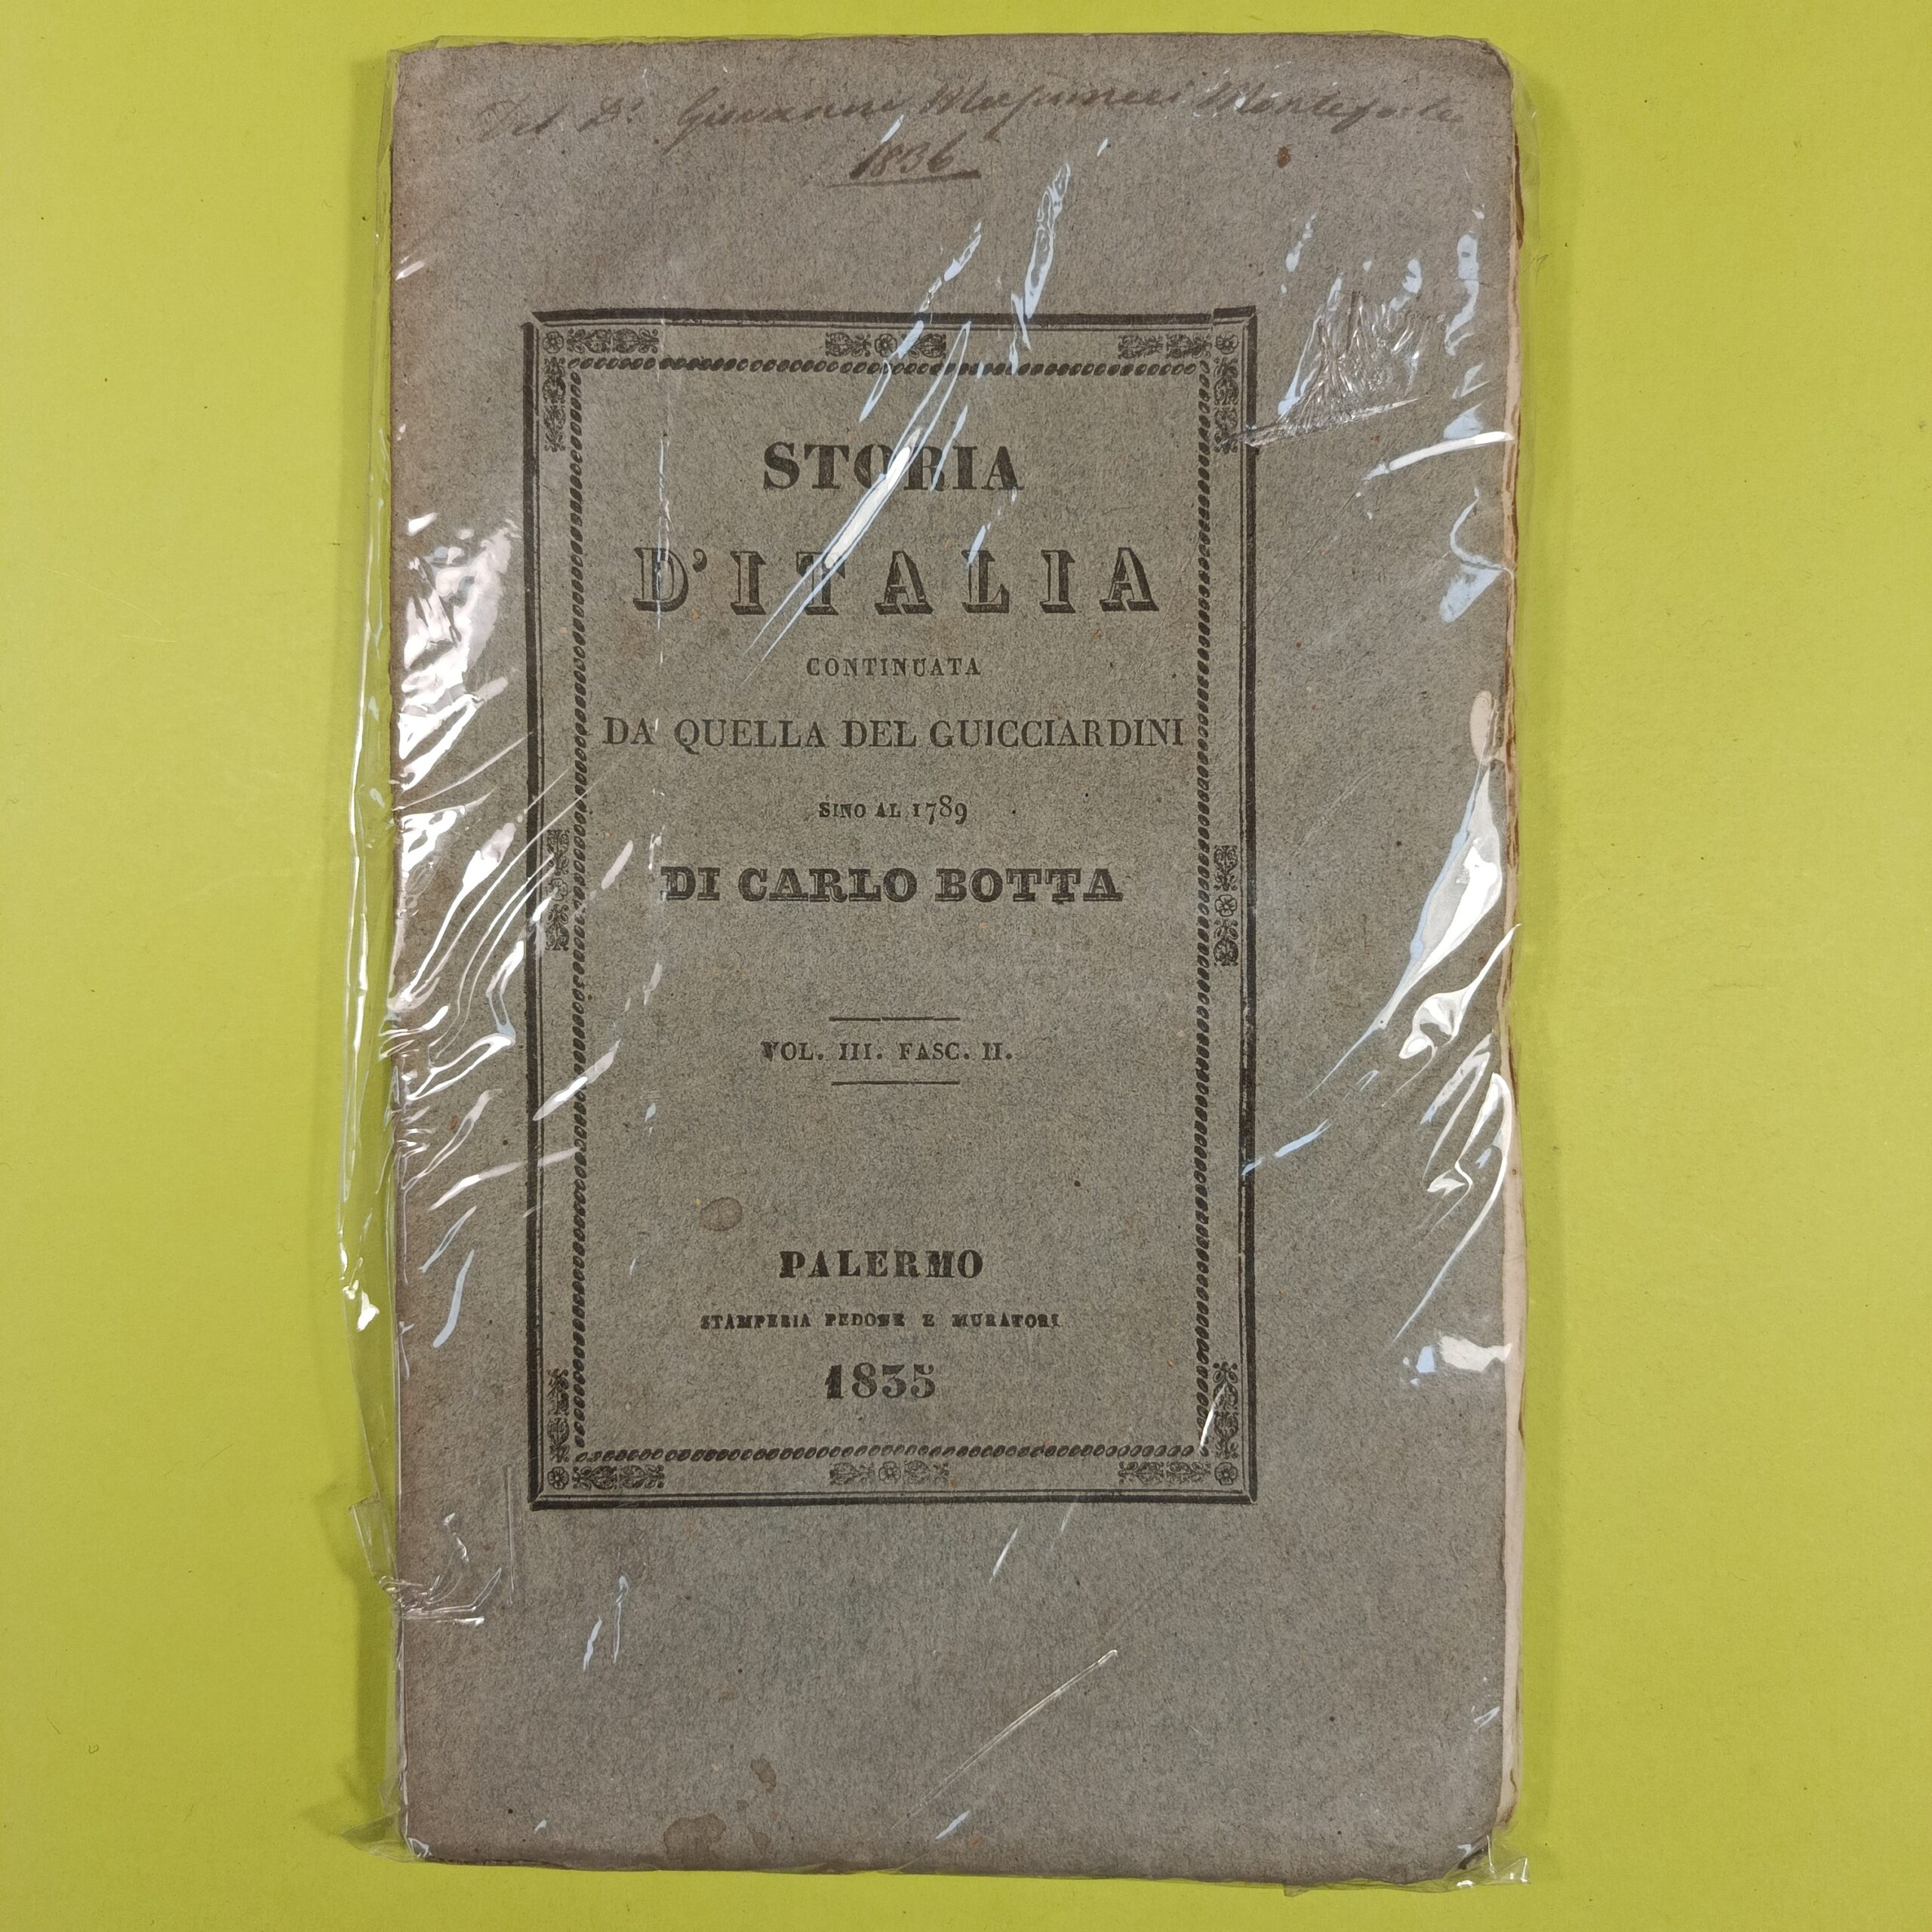 Del Dr. Giovanni Monteforte
1836
STORIA
D'ITALIA
CONTINUATA
DA QUELLA DEL GUICCIARDINI
SINO AL 1789
DI CARLO BOTTA
VOL. III. FASC. II.
PALERMO
STAMPERIA PEDONE E MURATORI
1835